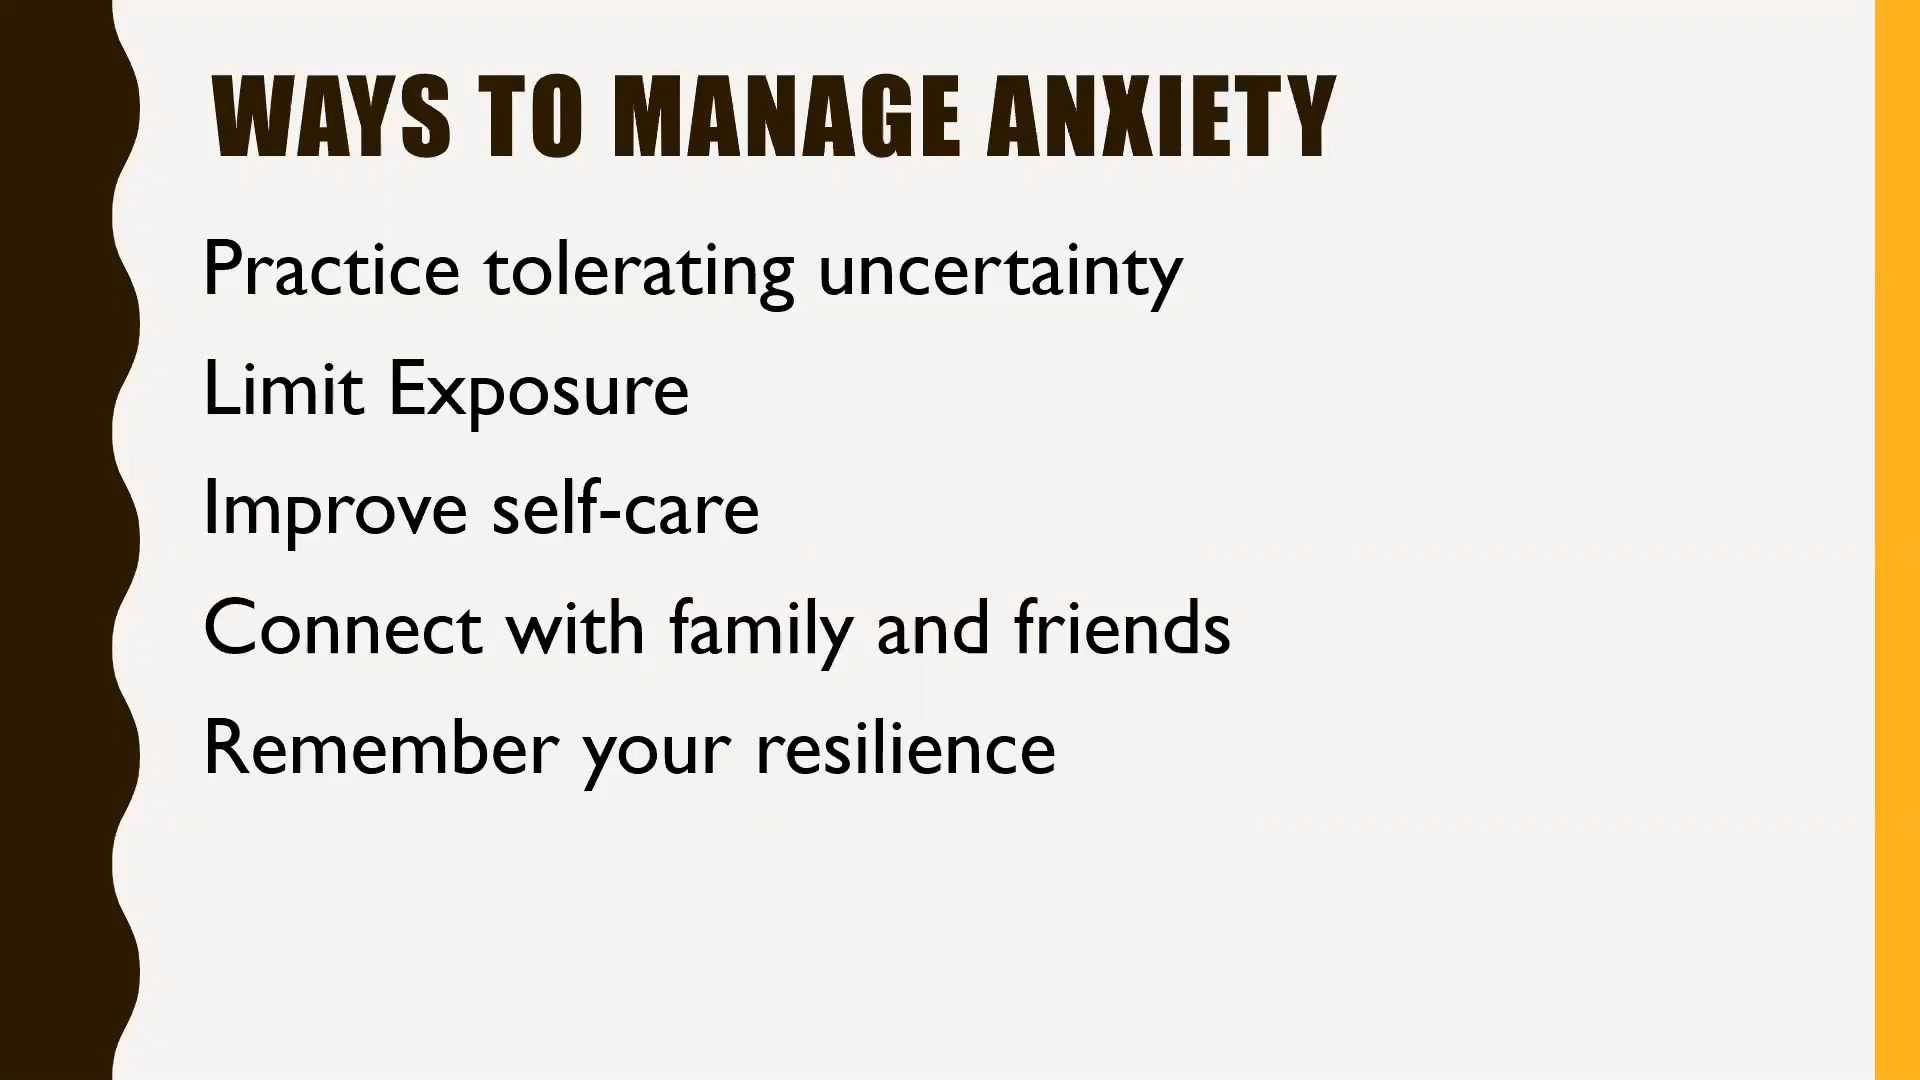 WAYS TO MANAGE ANXIETY
Practice tolerating uncertainty
Limit Exposure
Improve self-care
Connect with family and friends
Remember your resilience